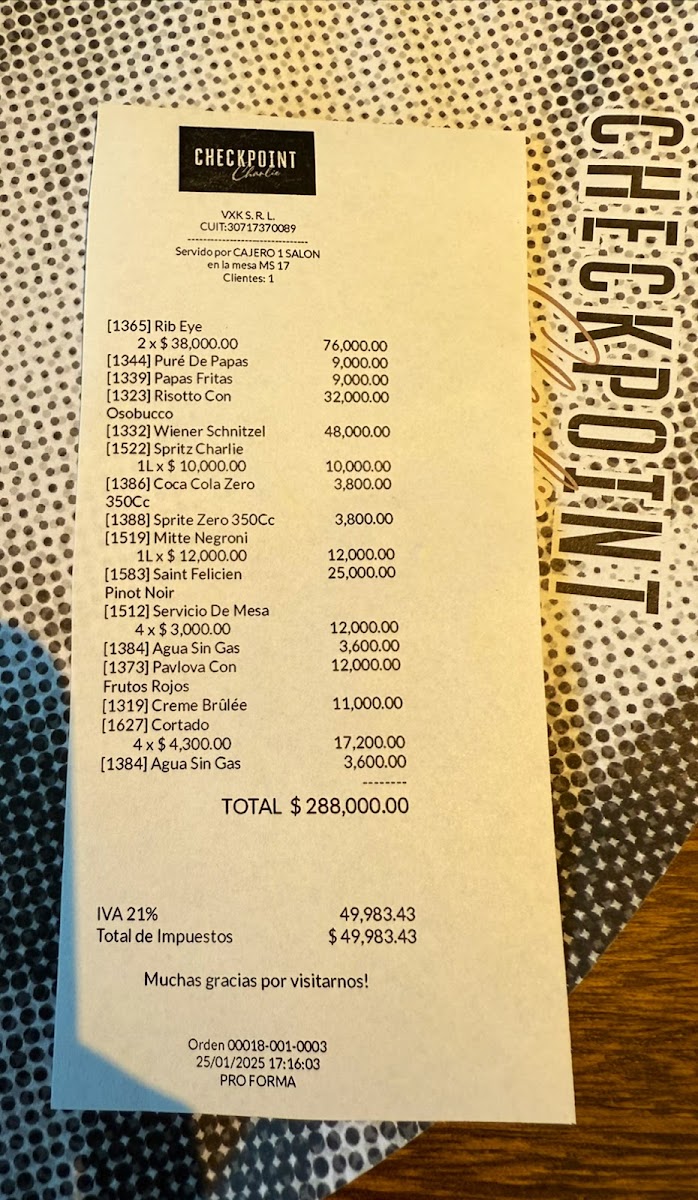 CHECKPOINT
Charlie
VXK S. R. L.
CUIT:30717370089
-------------------------------
Servido por CAJERO 1 SALON
en la mesa MS 17
Clientes: 1
[1365] Rib Eye
2 x $ 38,000.00 76,000.00
[1344] Puré De Papas 9,000.00
[1339] Papas Fritas 9,000.00
[1323] Risotto Con 32,000.00
Osobucco
[1332] Wiener Schnitzel 48,000.00
[1522] Spritz Charlie
1L x $ 10,000.00 10,000.00
[1386] Coca Cola Zero 3,800.00
350Cc
[1388] Sprite Zero 350Cc 3,800.00
[1519] Mitte Negroni
1L x $ 12,000.00 12,000.00
[1583] Saint Felicien 25,000.00
Pinot Noir
[1512] Servicio De Mesa
4 x $ 3,000.00 12,000.00
[1384] Agua Sin Gas 3,600.00
[1373] Pavlova Con 12,000.00
Frutos Rojos
[1319] Creme Brûlée 11,000.00
[1627] Cortado
4 x $ 4,300.00 17,200.00
[1384] Agua Sin Gas 3,600.00
--------
TOTAL $ 288,000.00
IVA 21% 49,983.43
Total de Impuestos $ 49,983.43
Muchas gracias por visitarnos!
Orden 00018-001-0003
25/01/2025 17:16:03
PRO FORMA
CHECKPOINT